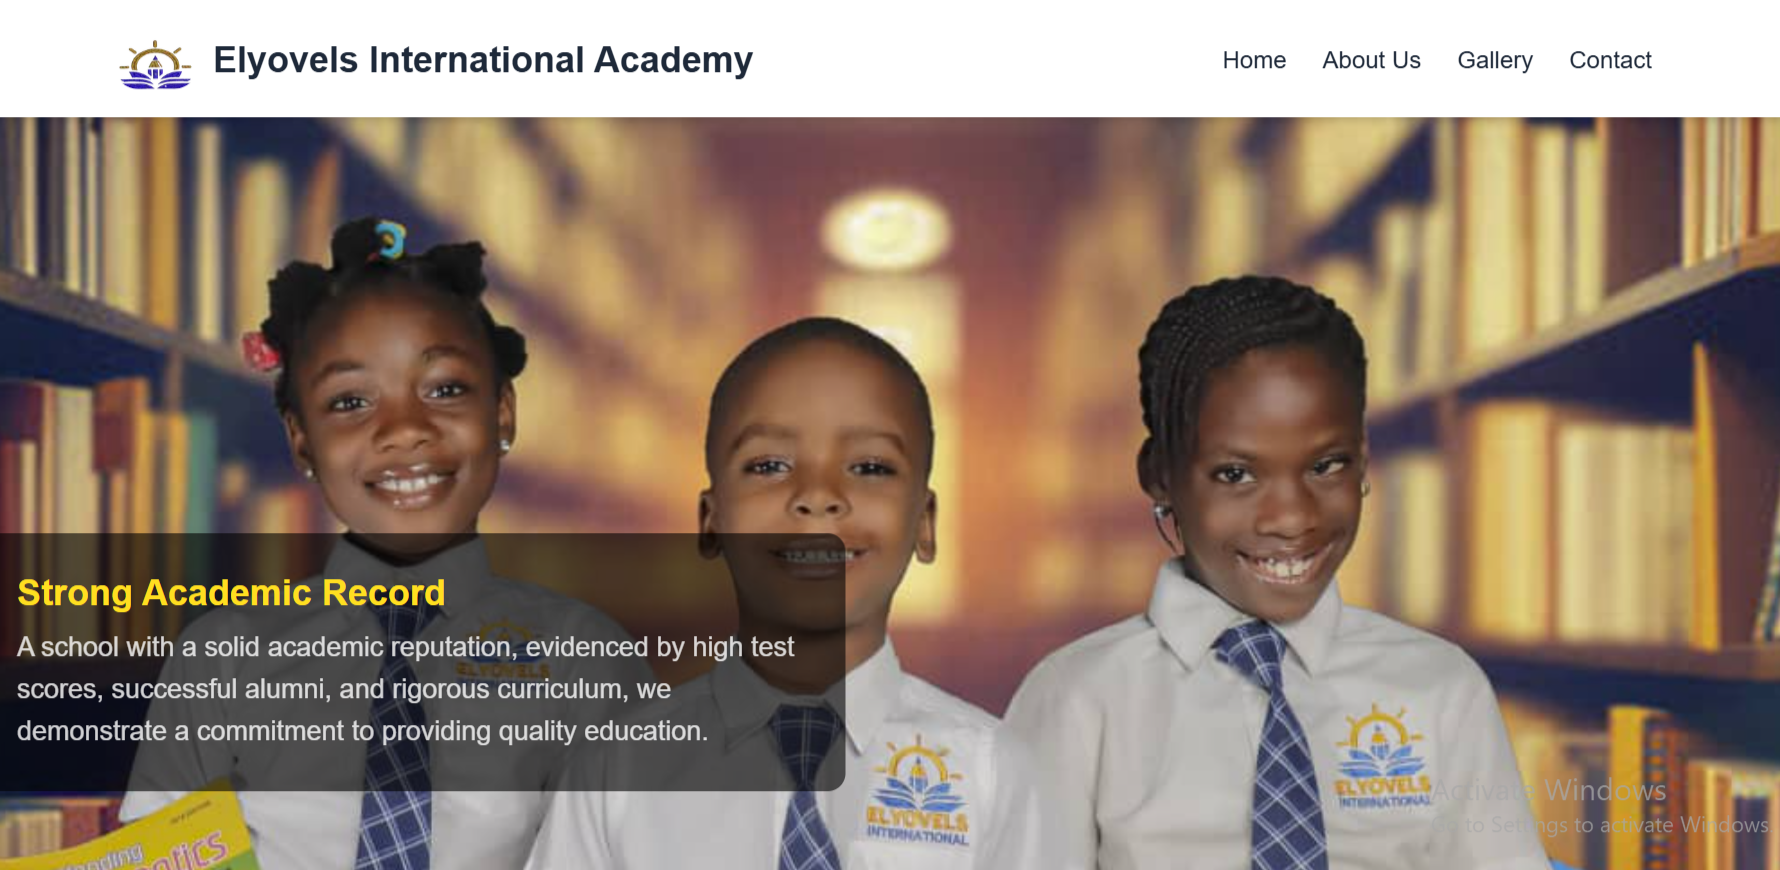 Elyovels International Academy
Home
About Us
Gallery
Contact
Strong Academic Record
A school with a solid academic reputation, evidenced by high test
scores, successful alumni, and rigorous curriculum, we
demonstrate a commitment to providing quality education.
ELYOVELS
ELYOVELS
INTERNATIONAL
ELYOVELS
INTERNATIONAL
Activate Windows
Go to Settings to activate Windows.